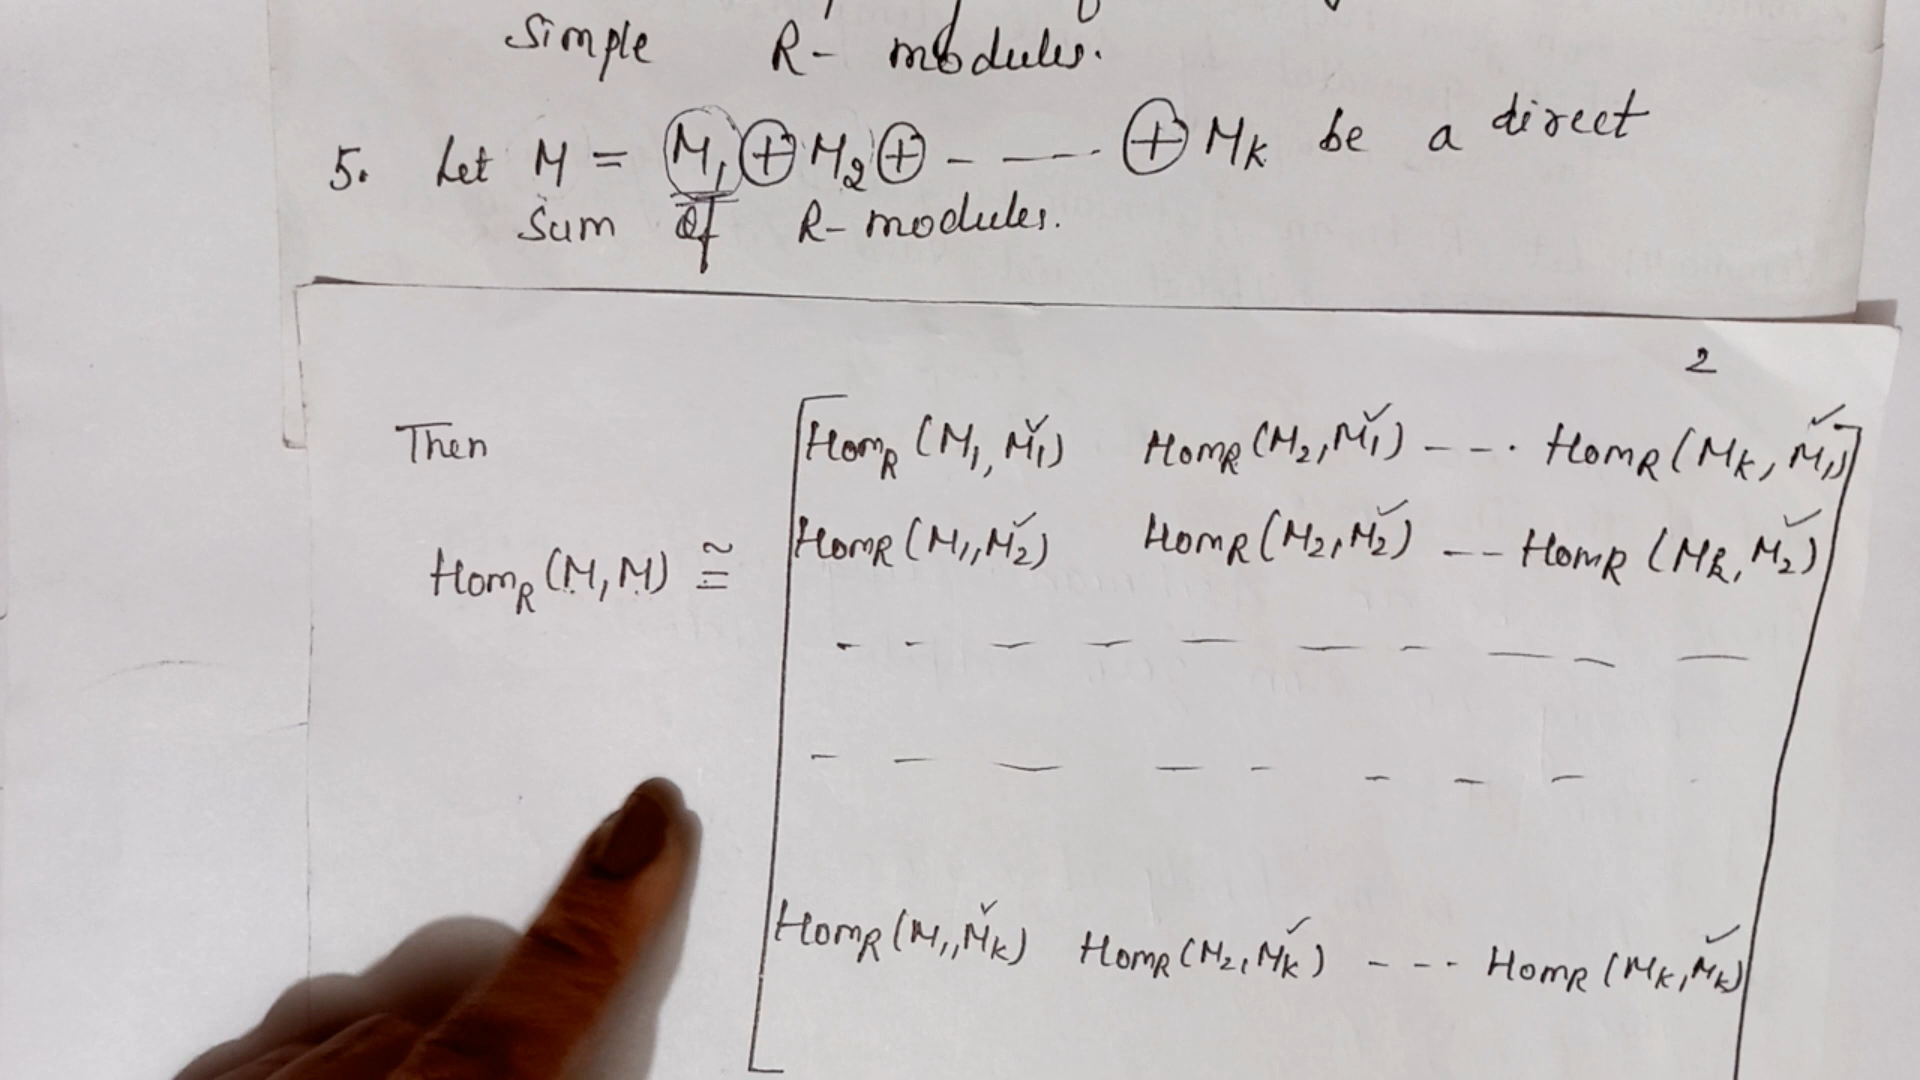 Simple R- modules.
5. Let M = M₁ ⊕ M₂ ⊕ - - - ⊕ Mk be a direct
Sum of R-modules.
2
Then
HomR (M₁, M₁) HomR (M₂, M₁) - - - . HomR (Mk, M₁)
HomR (M₁, M₂) HomR (M₂, M₂) - - HomR (Mk, M₂)
HomR (M, M) ≅
- - - - - - - - - -
- - - - - - - -
HomR (M₁, Mk) HomR (M₂, Mk) - - - - HomR (Mk, Mk)